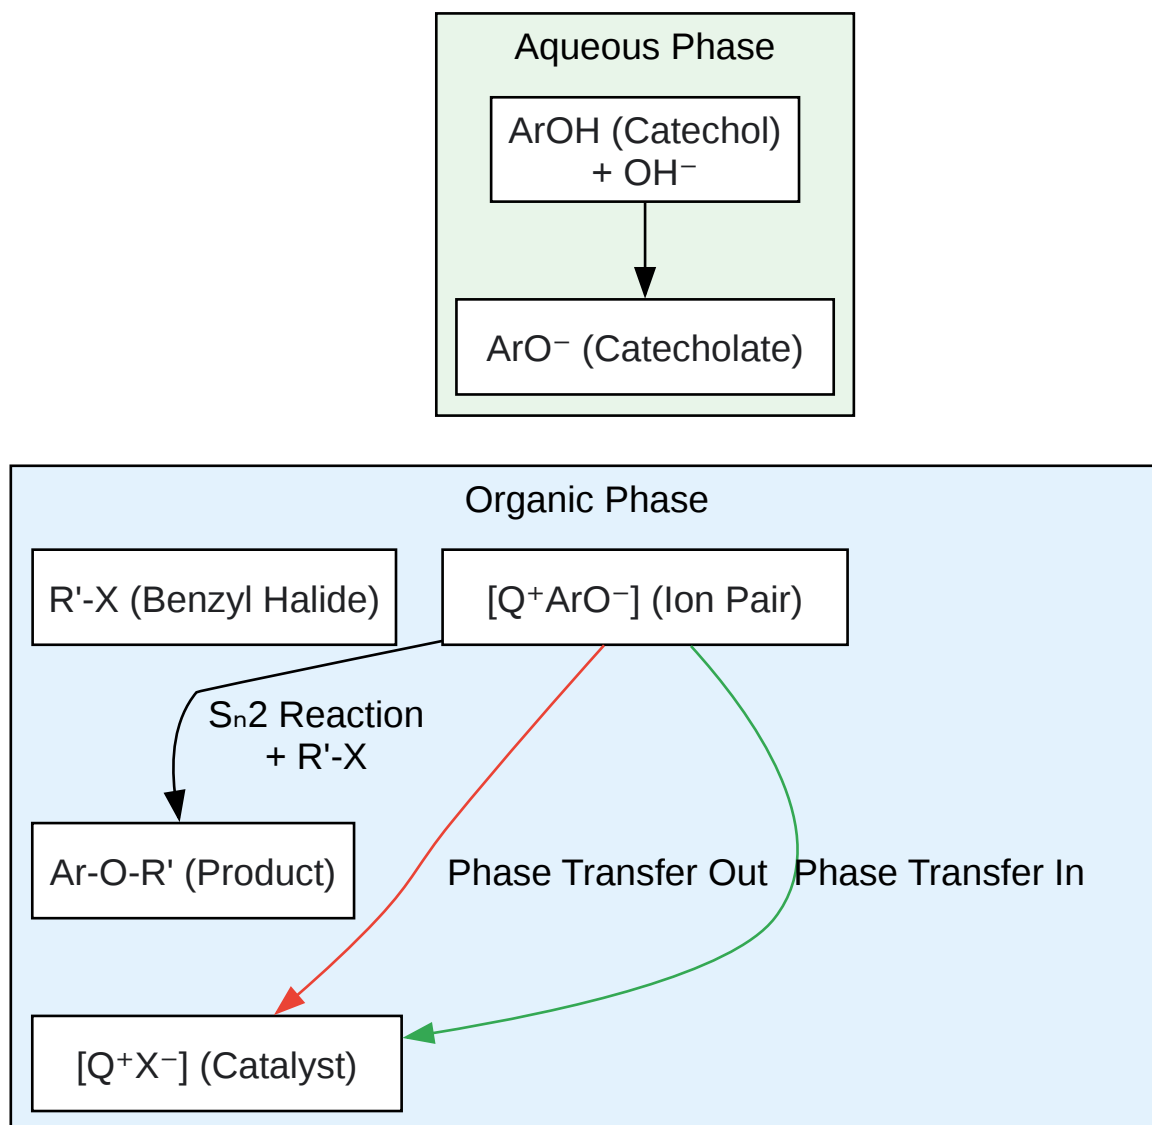 Aqueous Phase
ArOH (Catechol)
+ OH⁻
ArO⁻ (Catecholate)
Organic Phase
R'-X (Benzyl Halide)
[Q⁺ArO⁻] (Ion Pair)
Sₙ2 Reaction
+ R'-X
Ar-O-R' (Product)
Phase Transfer Out
Phase Transfer In
[Q⁺X⁻] (Catalyst)